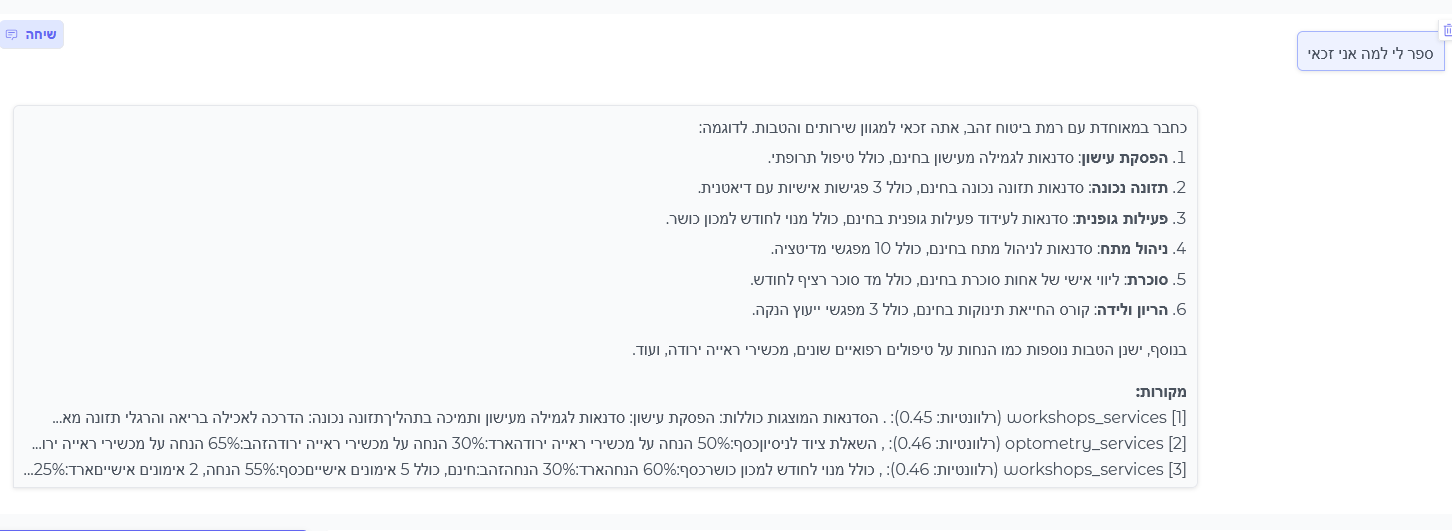 שיחה
ספר לי למה אני זכאי
כחבר במאוחדת עם רמת ביטוח זהב, אתה זכאי למגוון שירותים והטבות. לדוגמה:
1. הפסקת עישון: סדנאות לגמילה מעישון בחינם, כולל טיפול תרופתי.
2. תזונה נכונה: סדנאות תזונה נכונה בחינם, כולל 3 פגישות אישיות עם דיאטנית.
3. פעילות גופנית: סדנאות לעידוד פעילות גופנית בחינם, כולל מנוי לחודש למכון כושר.
4. ניהול מתח: סדנאות לניהול מתח בחינם, כולל 10 מפגשי מדיטציה.
5. סוכרת: ליווי אישי של אחות סוכרת בחינם, כולל מד סוכר רציף לחודש.
6. הריון ולידה: קורס החייאת תינוקות בחינם, כולל 3 מפגשי ייעוץ הנקה.
בנוסף, ישנן הטבות נוספות כמו הנחות על טיפולים רפואיים שונים, מכשירי ראייה ירודה, ועוד.
מקורות:
[1] workshops_services (רלוונטיות: 0.45): . הסדנאות המוצגות כוללות: הפסקת עישון: סדנאות לגמילה מעישון ותמיכה בתהליךתזונה נכונה: הדרכה לאכילה בריאה והרגלי תזונה מא...
[2] optometry_services (רלוונטיות: 0.46): , השאלת ציוד לניסיוןכסף:50% הנחה על מכשירי ראייה ירודהארד:30% הנחה על מכשירי ראייה ירודהזהב:65% הנחה על מכשירי ראייה ירו...
[3] workshops_services (רלוונטיות: 0.46): , כולל מנוי לחודש למכון כושרכסף:60% הנחהארד:30% הנחהזהב:חינם, כולל 5 אימונים אישייםכסף:55% הנחה, 2 אימונים אישייםארד:25%...